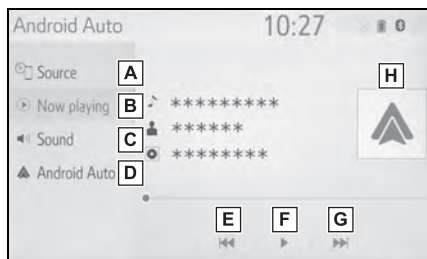 Android Auto 10:27
Source A
H
Now playing B *********
Sound C ******
Android Auto D ********
E F G